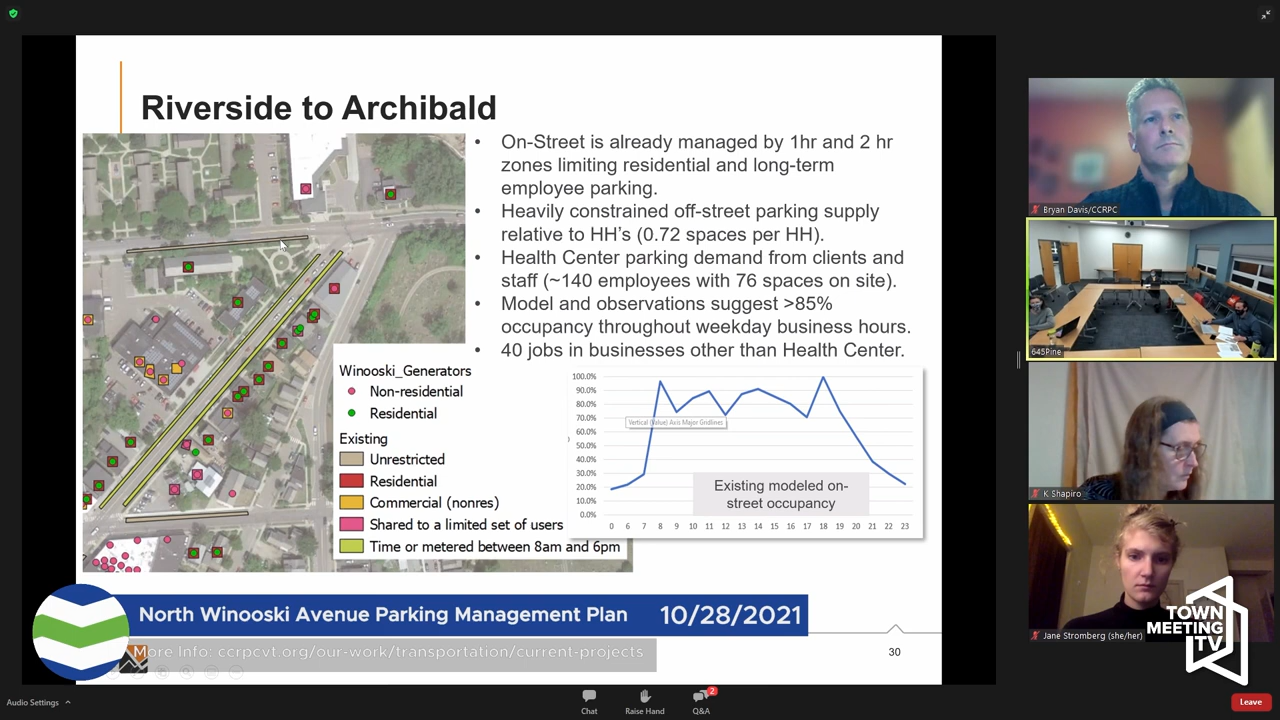 Riverside to Archibald
• On-Street is already managed by 1hr and 2 hr
zones limiting residential and long-term
employee parking.
• Heavily constrained off-street parking supply
relative to HH's (0.72 spaces per HH).
• Health Center parking demand from clients and
staff (~140 employees with 76 spaces on site).
• Model and observations suggest >85%
occupancy throughout weekday business hours.
• 40 jobs in businesses other than Health Center.
Winooski_Generators
Non-residential
Residential
Existing
Unrestricted
Residential
Commercial (nonres)
Shared to a limited set of users
Time or metered between 8am and 6pm
100.0%
90.0%
80.0%
70.0%
60.0%
50.0%
40.0%
30.0%
20.0%
10.0%
0.0%
Vertical (Value) Axis Major Gridlines
Existing modeled on-
street occupancy
0 6 7 8 9 10 11 12 13 14 15 16 17 18 19 20 21 22 23
North Winooski Avenue Parking Management Plan 10/28/2021
More Info: ccrpcvt.org/our-work/transportation/current-projects
30
Bryan Davis/CCRPC
645Pine
K Shapiro
Jane Stromberg (she/her)
TOWN
MEETING
TV
Audio Settings
Chat
Raise Hand
Q&A
2
Leave